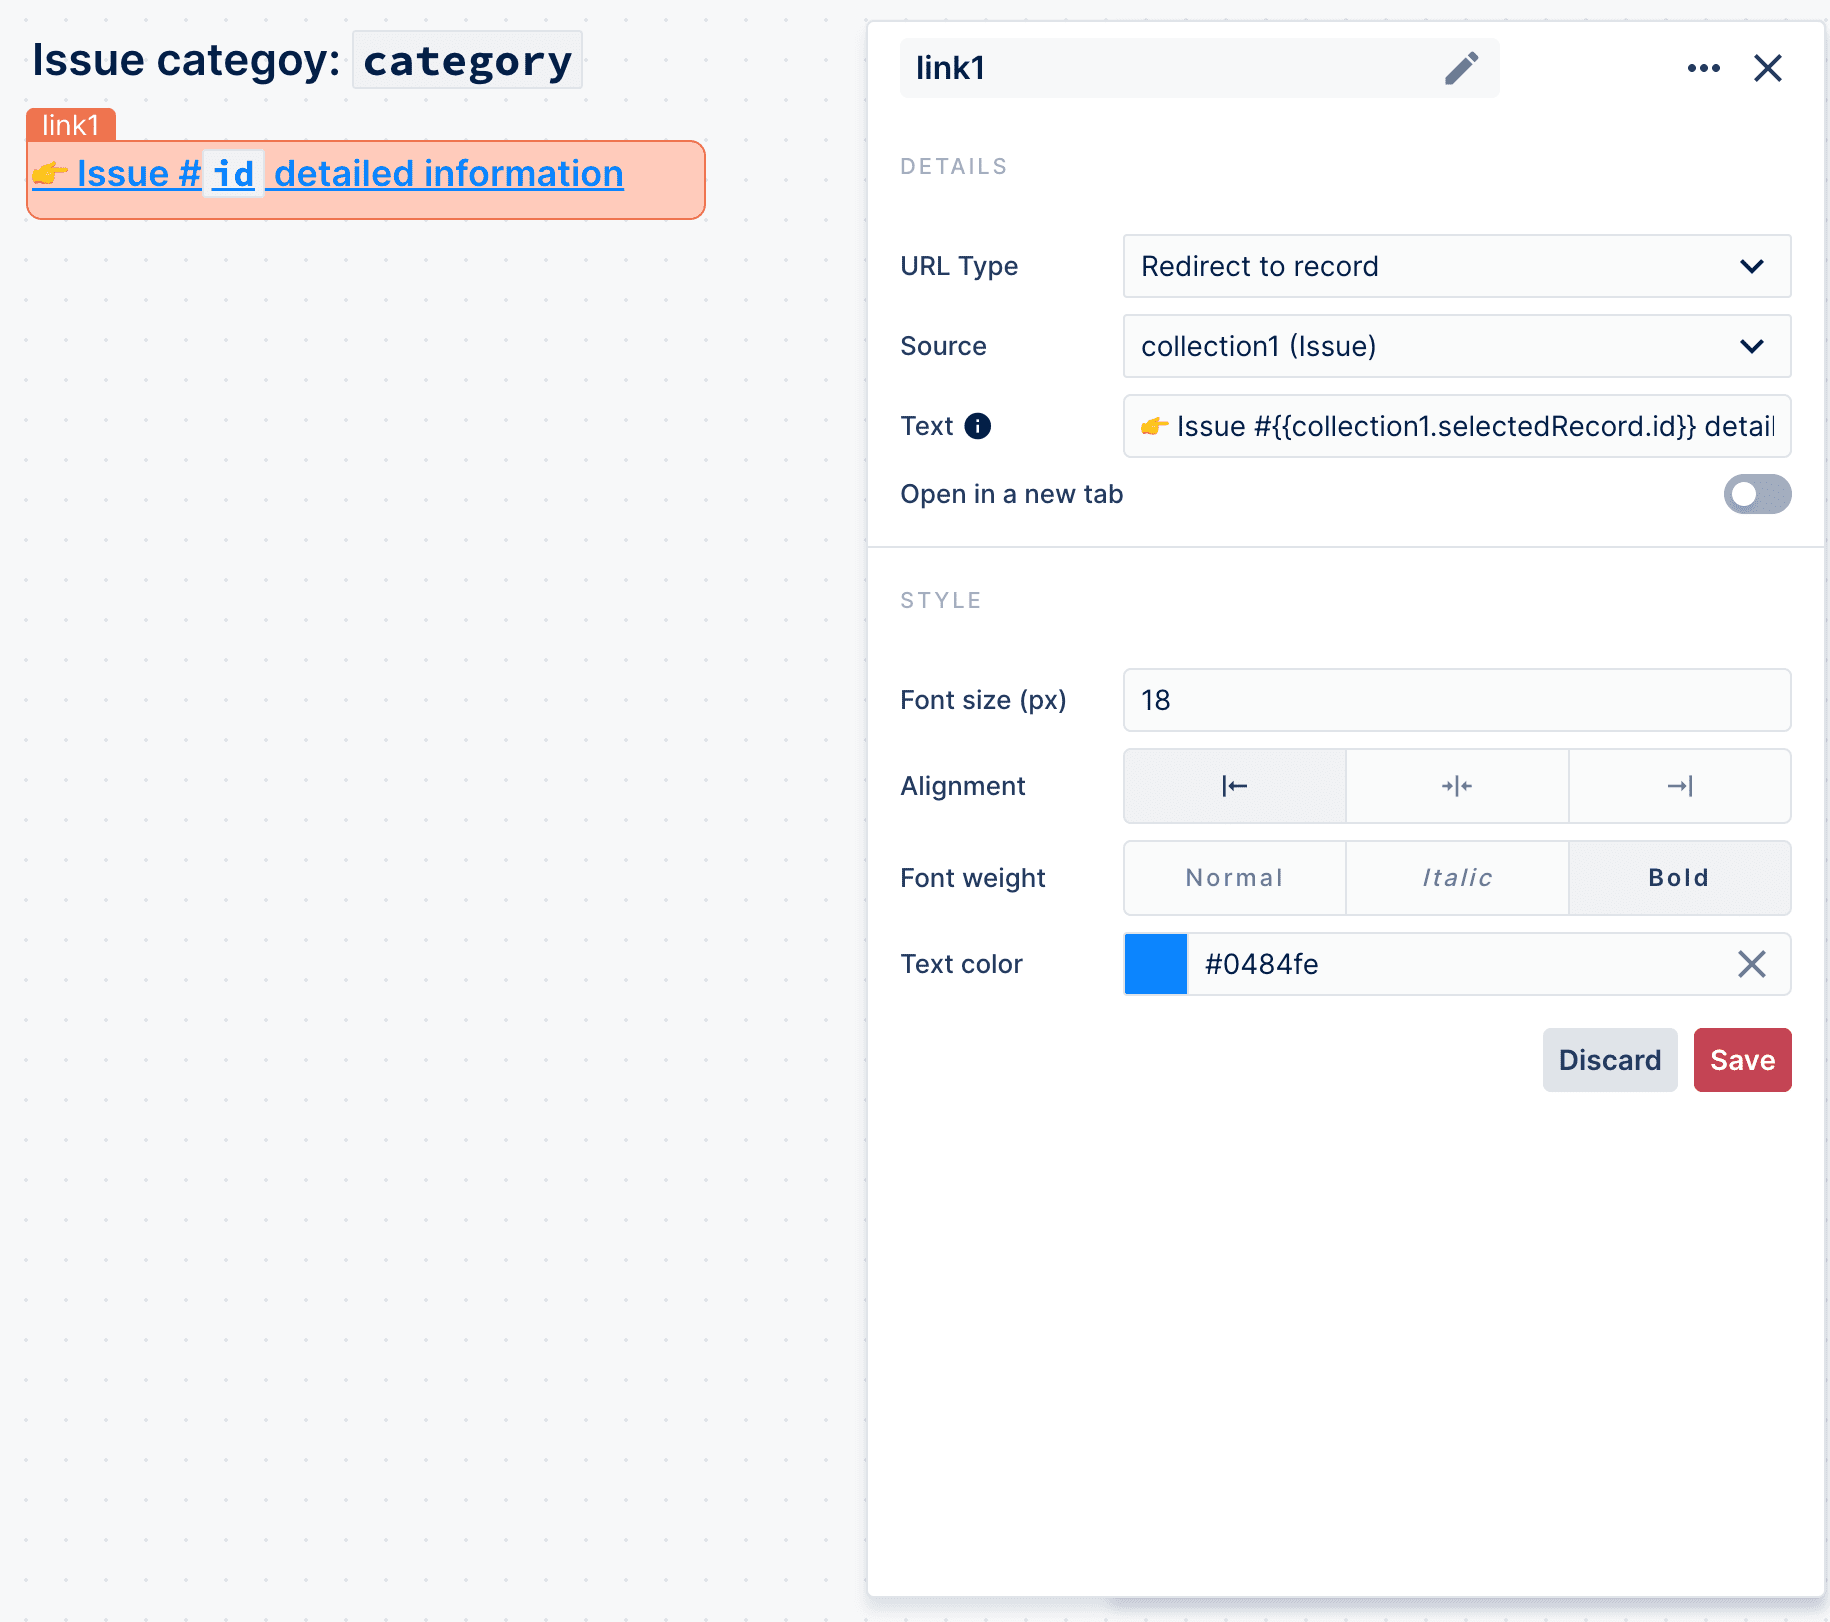 Issue categoy: category
link1
👉 Issue #id detailed information
link1
DETAILS
URL Type
Redirect to record
Source
collection1 (Issue)
Text
👉 Issue #{{collection1.selectedRecord.id}} detail
Open in a new tab
STYLE
Font size (px)
18
Alignment
Font weight
Normal
Italic
Bold
Text color
#0484fe
Discard
Save